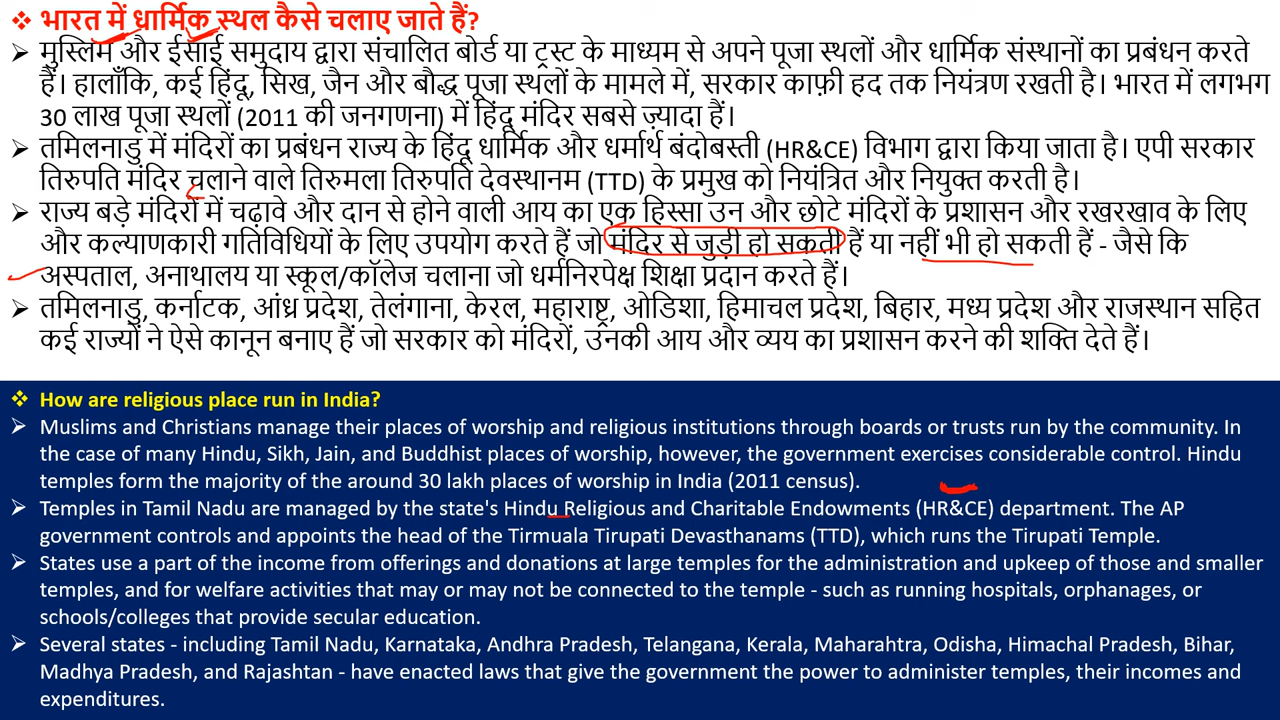 ❖ भारत में धार्मिक स्थल कैसे चलाए जाते हैं?
➢ मुस्लिम और ईसाई समुदाय द्वारा संचालित बोर्ड या ट्रस्ट के माध्यम से अपने पूजा स्थलों और धार्मिक संस्थानों का प्रबंधन करते
हैं। हालाँकि, कई हिंदू, सिख, जैन और बौद्ध पूजा स्थलों के मामले में, सरकार काफ़ी हद तक नियंत्रण रखती है। भारत में लगभग
30 लाख पूजा स्थलों (2011 की जनगणना) में हिंदू मंदिर सबसे ज़्यादा हैं।
➢ तमिलनाडु में मंदिरों का प्रबंधन राज्य के हिंदू धार्मिक और धर्मार्थ बंदोबस्ती (HR&CE) विभाग द्वारा किया जाता है। एपी सरकार
तिरुपति मंदिर चलाने वाले तिरुमला तिरुपति देवस्थानम (TTD) के प्रमुख को नियंत्रित और नियुक्त करती है।
➢ राज्य बड़े मंदिरों में चढ़ावे और दान से होने वाली आय का एक हिस्सा उन और छोटे मंदिरों के प्रशासन और रखरखाव के लिए
और कल्याणकारी गतिविधियों के लिए उपयोग करते हैं जो मंदिर से जुड़ी हो सकती हैं या नहीं भी हो सकती हैं - जैसे कि
अस्पताल, अनाथालय या स्कूल/कॉलेज चलाना जो धर्मनिरपेक्ष शिक्षा प्रदान करते हैं।
➢ तमिलनाडु, कर्नाटक, आंध्र प्रदेश, तेलंगाना, केरल, महाराष्ट्र, ओडिशा, हिमाचल प्रदेश, बिहार, मध्य प्रदेश और राजस्थान सहित
कई राज्यों ने ऐसे कानून बनाए हैं जो सरकार को मंदिरों, उनकी आय और व्यय का प्रशासन करने की शक्ति देते हैं।
❖ How are religious place run in India?
➢ Muslims and Christians manage their places of worship and religious institutions through boards or trusts run by the community. In
the case of many Hindu, Sikh, Jain, and Buddhist places of worship, however, the government exercises considerable control. Hindu
temples form the majority of the around 30 lakh places of worship in India (2011 census).
➢ Temples in Tamil Nadu are managed by the state's Hindu Religious and Charitable Endowments (HR&CE) department. The AP
government controls and appoints the head of the Tirmuala Tirupati Devasthanams (TTD), which runs the Tirupati Temple.
➢ States use a part of the income from offerings and donations at large temples for the administration and upkeep of those and smaller
temples, and for welfare activities that may or may not be connected to the temple - such as running hospitals, orphanages, or
schools/colleges that provide secular education.
➢ Several states - including Tamil Nadu, Karnataka, Andhra Pradesh, Telangana, Kerala, Maharahtra, Odisha, Himachal Pradesh, Bihar,
Madhya Pradesh, and Rajashtan - have enacted laws that give the government the power to administer temples, their incomes and
expenditures.